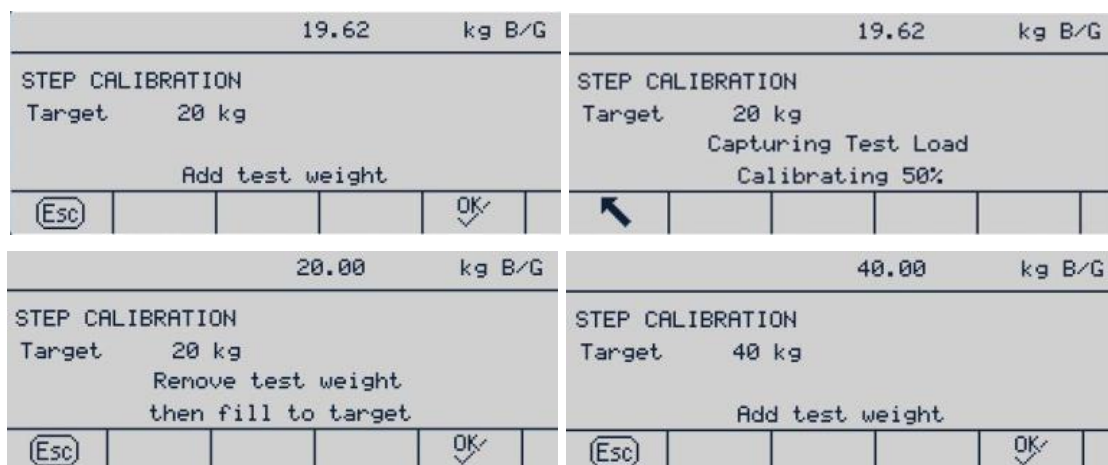 19.62 kg B/G
STEP CALIBRATION
Target 20 kg
Add test weight
Esc OK
19.62 kg B/G
STEP CALIBRATION
Target 20 kg
Capturing Test Load
Calibrating 50%
20.00 kg B/G
STEP CALIBRATION
Target 20 kg
Remove test weight
then fill to target
Esc OK
40.00 kg B/G
STEP CALIBRATION
Target 40 kg
Add test weight
Esc OK